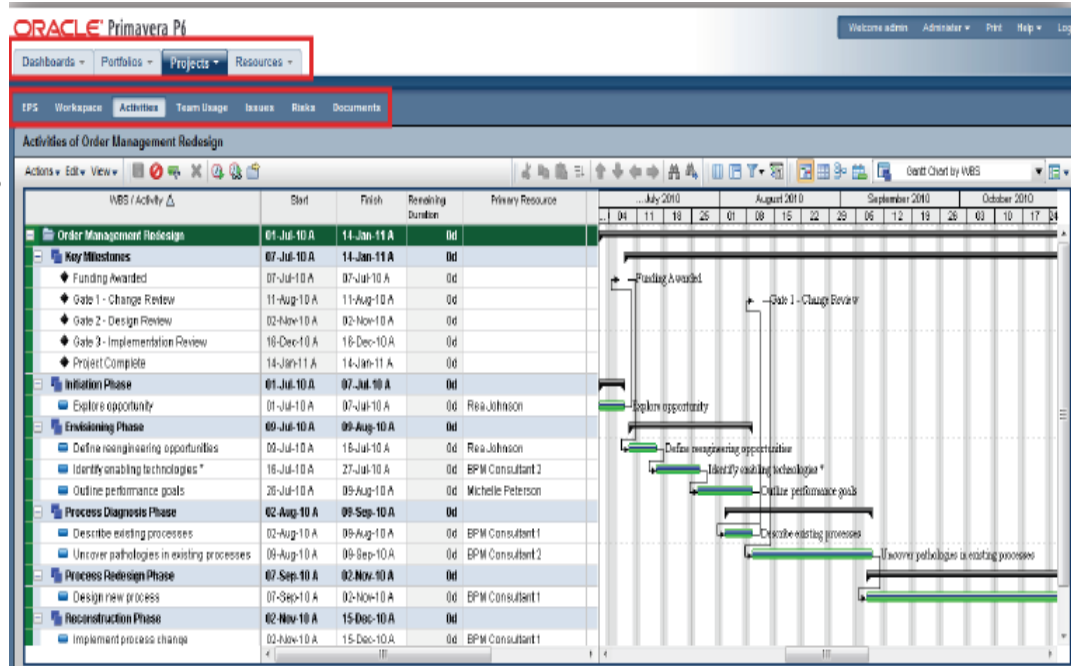 ORACLE Primavera P6
Welcome admin Administer Print Help Log
Dashboards Portfolios Projects Resources
EPS Workspace Activities Team Usage Issues Risks Documents
Activities of Order Management Redesign
Actions Edit View Gantt Chart by WBS
WBS / Activity Start Finish Remaining Duration Primary Resource ...July 2010 August 2010 September 2010 October 2010
... 04 11 18 25 01 08 15 22 29 06 12 19 26 03 10 17 24
Order Management Redesign 01-Jul-10 A 14-Jan-11 A 0d
Key Milestones 07-Jul-10 A 14-Jan-11 A 0d
Funding Awarded 07-Jul-10 A 07-Jul-10 A 0d Funding Awarded
Gate 1 - Change Review 11-Aug-10 A 11-Aug-10 A 0d Gate 1 - Change Review
Gate 2 - Design Review 02-Nov-10 A 02-Nov-10 A 0d
Gate 3 - Implementation Review 16-Dec-10 A 16-Dec-10 A 0d
Project Complete 14-Jan-11 A 14-Jan-11 A 0d
Initiation Phase 01-Jul-10 A 07-Jul-10 A 0d
Explore opportunity 01-Jul-10 A 07-Jul-10 A 0d Rea Johnson Explore opportunity
Envisioning Phase 09-Jul-10 A 09-Aug-10 A 0d
Define reengineering opportunities 09-Jul-10 A 16-Jul-10 A 0d Rea Johnson Define reengineering opportunities
Identify enabling technologies * 16-Jul-10 A 27-Jul-10 A 0d BPM Consultant 2 Identify enabling technologies *
Outline performance goals 26-Jul-10 A 09-Aug-10 A 0d Michelle Peterson Outline performance goals
Process Diagnosis Phase 02-Aug-10 A 09-Sep-10 A 0d
Describe existing processes 02-Aug-10 A 09-Aug-10 A 0d BPM Consultant 1 Describe existing processes
Uncover pathologies in existing processes 09-Aug-10 A 09-Sep-10 A 0d BPM Consultant 2 Uncover pathologies in existing processes
Process Redesign Phase 07-Sep-10 A 02-Nov-10 A 0d
Design new process 07-Sep-10 A 02-Nov-10 A 0d BPM Consultant 1
Reconstruction Phase 02-Nov-10 A 15-Dec-10 A 0d
Implement process change 02-Nov-10 A 15-Dec-10 A 0d BPM Consultant 1